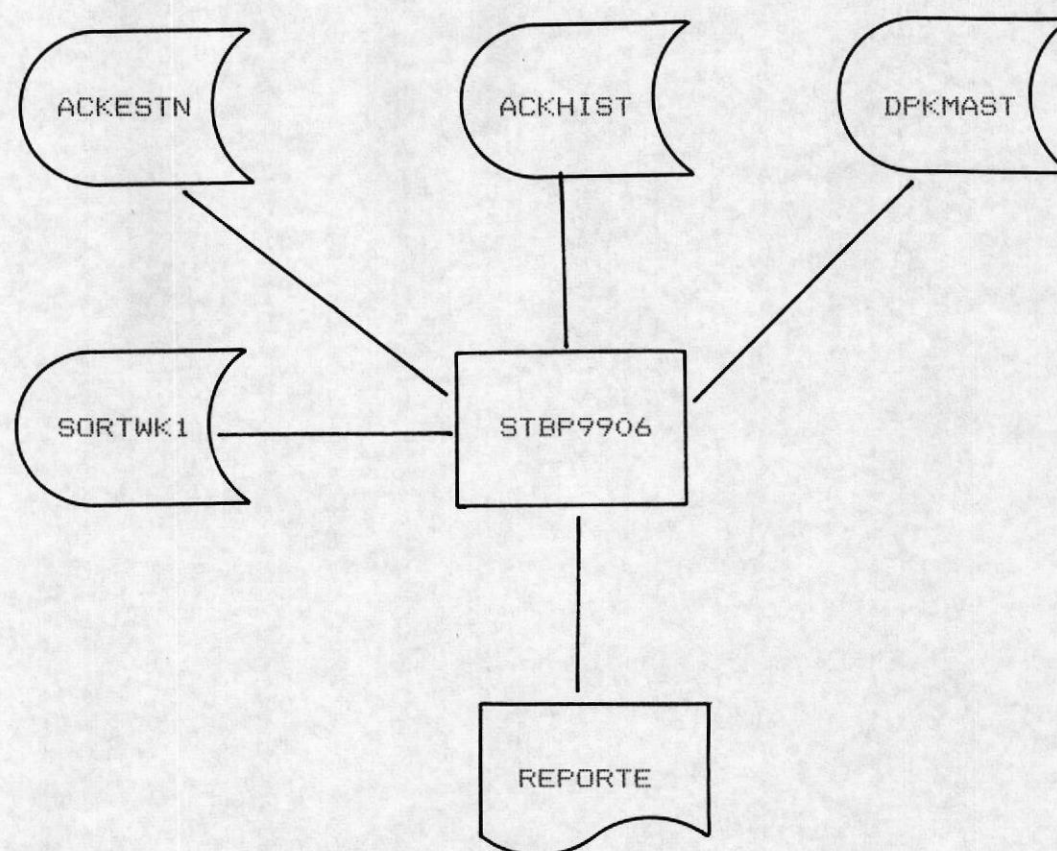 ACKESTN
ACKHIST
DPKMAST
SORTWK1
STBP9906
REPORTE